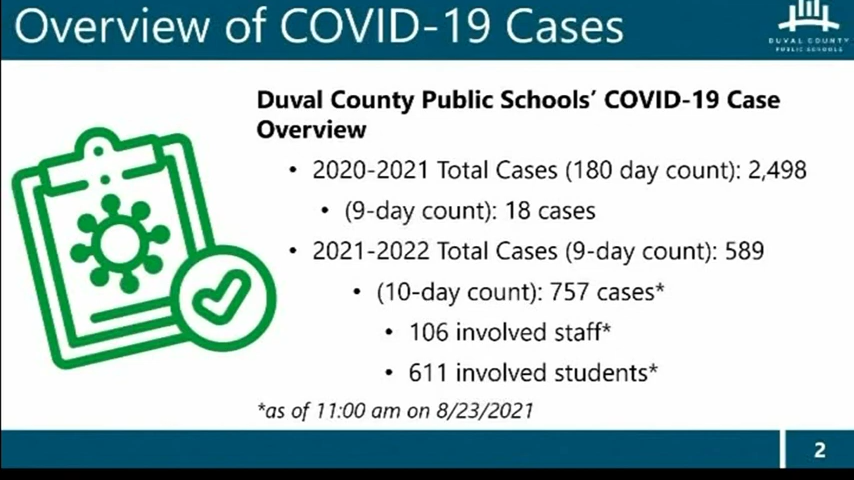 Overview of COVID-19 Cases
DUVAL COUNTY
PUBLIC SCHOOLS
Duval County Public Schools’ COVID-19 Case
Overview
• 2020-2021 Total Cases (180 day count): 2,498
• (9-day count): 18 cases
• 2021-2022 Total Cases (9-day count): 589
• (10-day count): 757 cases*
• 106 involved staff*
• 611 involved students*
*as of 11:00 am on 8/23/2021
2